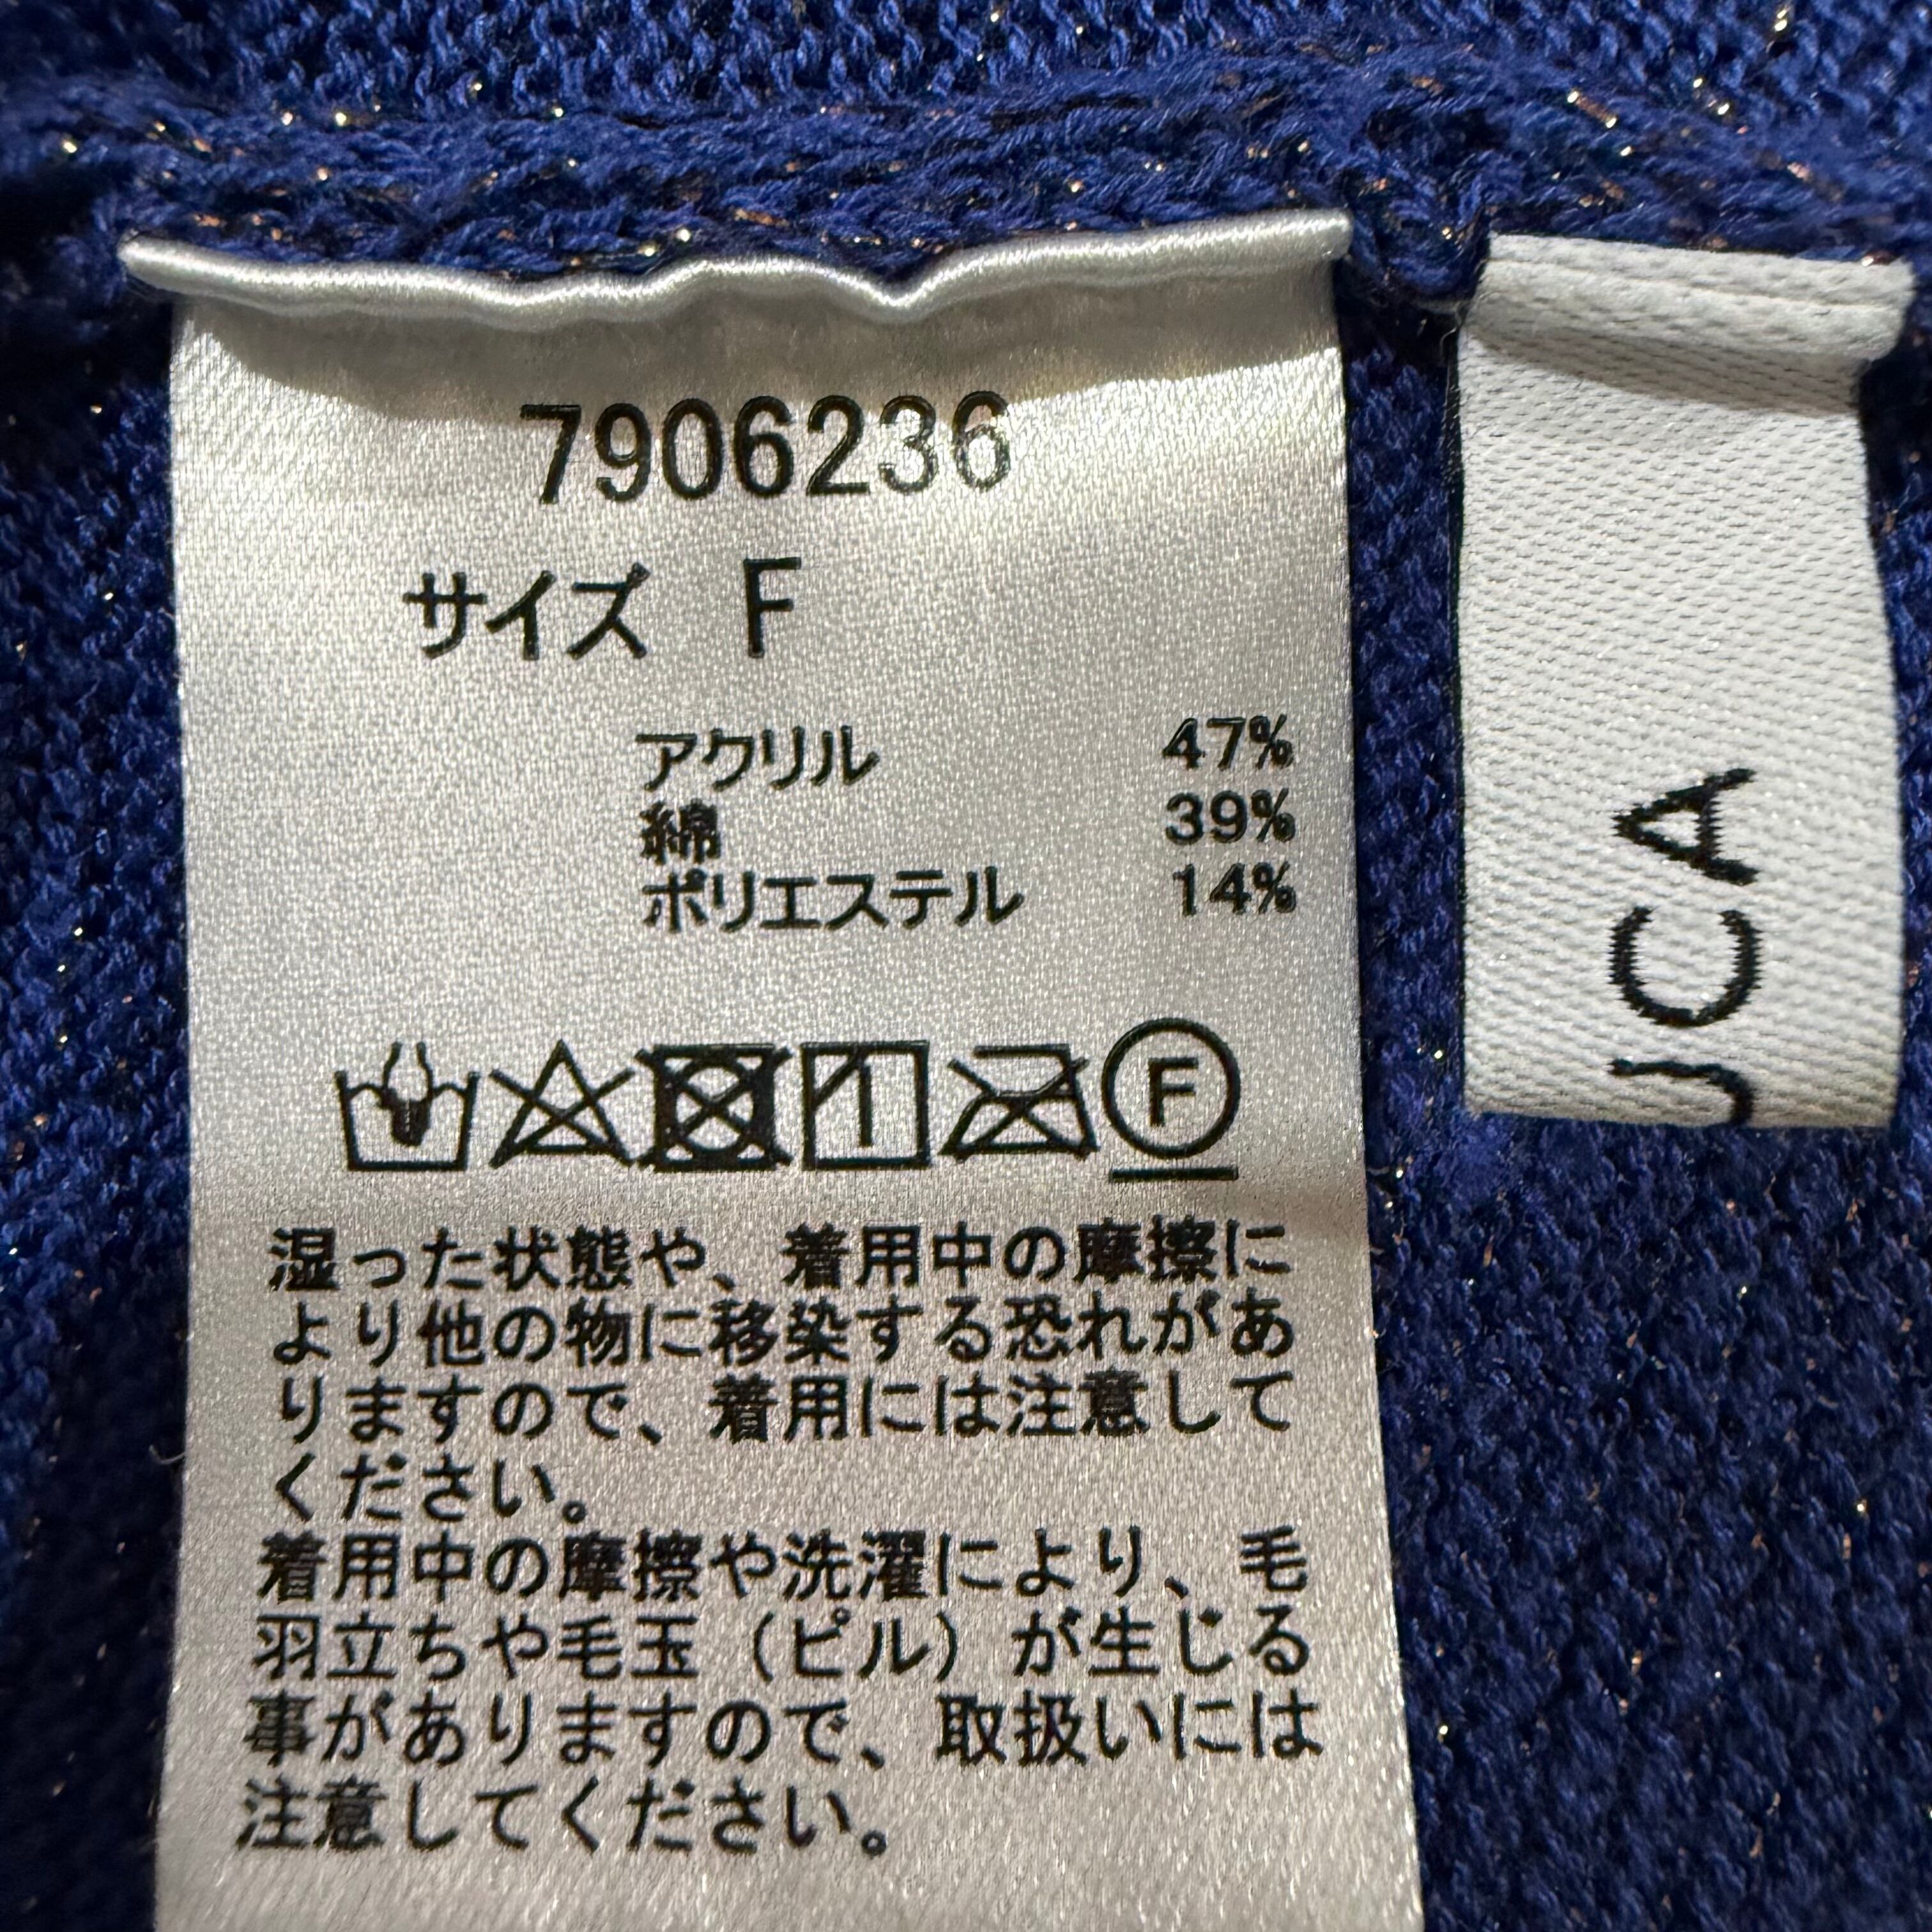 7906236
サイズ F
アクリル 47%
綿 39%
ポリエステル 14%
F
湿った状態や、着用中の摩擦に
より他の物に移染する恐れがあ
りますので、着用には注意して
ください。
着用中の摩擦や洗濯により、毛
羽立ちや毛玉（ピル）が生じる
事がありますので、取扱いには
注意してください。
UCA